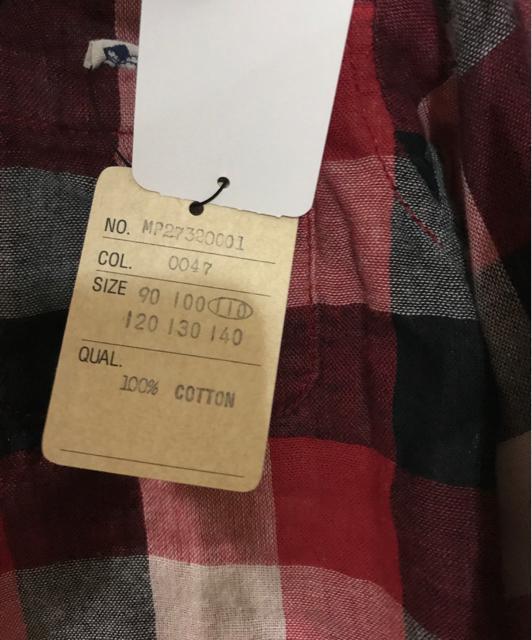 NO. MP27320001
COL. 0047
SIZE 90 100 110
120 130 140
QUAL.
100% COTTON